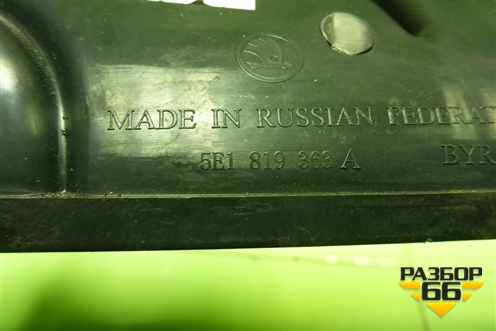 MADE IN RUSSIAN FEDERAT
5E1 819 363 A BYR
РАЗБОР
66